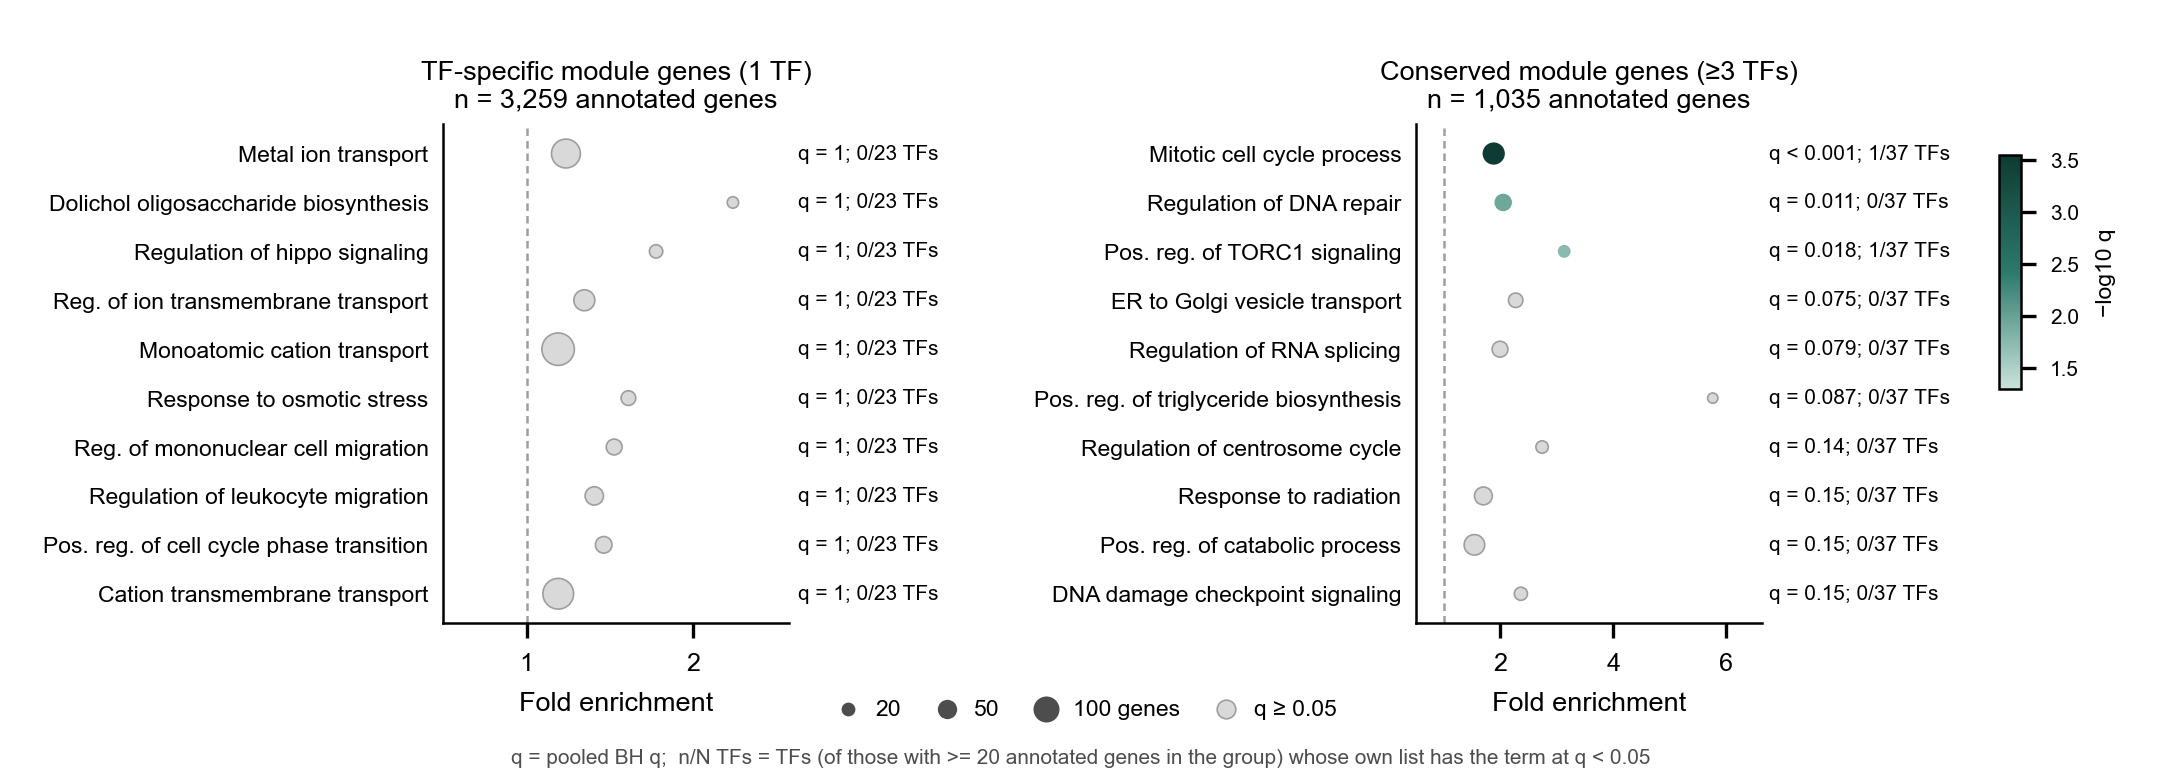 TF-specific module genes (1 TF)
n = 3,259 annotated genes
Metal ion transport
q = 1; 0/23 TFs
Dolichol oligosaccharide biosynthesis
q = 1; 0/23 TFs
Regulation of hippo signaling
q = 1; 0/23 TFs
Reg. of ion transmembrane transport
q = 1; 0/23 TFs
Monoatomic cation transport
q = 1; 0/23 TFs
Response to osmotic stress
q = 1; 0/23 TFs
Reg. of mononuclear cell migration
q = 1; 0/23 TFs
Regulation of leukocyte migration
q = 1; 0/23 TFs
Pos. reg. of cell cycle phase transition
q = 1; 0/23 TFs
Cation transmembrane transport
q = 1; 0/23 TFs
1
2
Fold enrichment
Conserved module genes (≥3 TFs)
n = 1,035 annotated genes
Mitotic cell cycle process
q < 0.001; 1/37 TFs
Regulation of DNA repair
q = 0.011; 0/37 TFs
Pos. reg. of TORC1 signaling
q = 0.018; 1/37 TFs
ER to Golgi vesicle transport
q = 0.075; 0/37 TFs
Regulation of RNA splicing
q = 0.079; 0/37 TFs
Pos. reg. of triglyceride biosynthesis
q = 0.087; 0/37 TFs
Regulation of centrosome cycle
q = 0.14; 0/37 TFs
Response to radiation
q = 0.15; 0/37 TFs
Pos. reg. of catabolic process
q = 0.15; 0/37 TFs
DNA damage checkpoint signaling
q = 0.15; 0/37 TFs
2
4
6
Fold enrichment
3.5
3.0
2.5
2.0
1.5
−log10 q
20
50
100 genes
q ≥ 0.05
q = pooled BH q;  n/N TFs = TFs (of those with >= 20 annotated genes in the group) whose own list has the term at q < 0.05